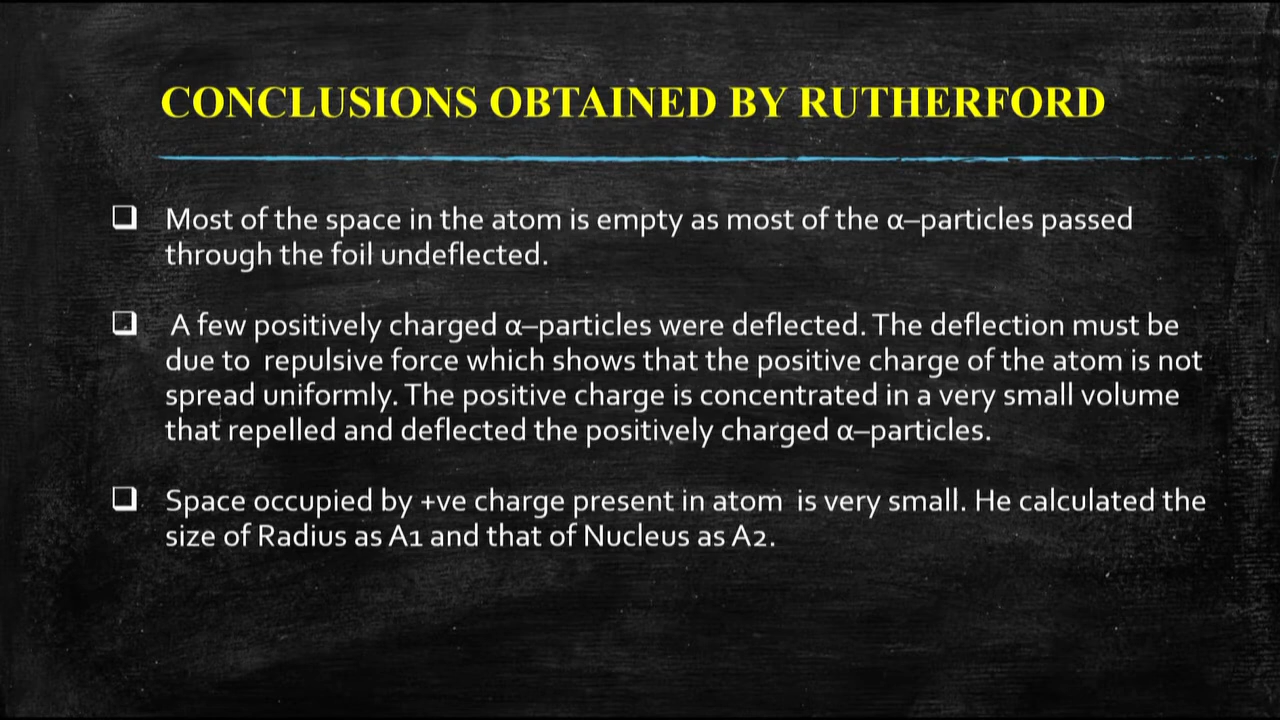 CONCLUSIONS OBTAINED BY RUTHERFORD
Most of the space in the atom is empty as most of the α–particles passed
through the foil undeflected.
A few positively charged α–particles were deflected. The deflection must be
due to  repulsive force which shows that the positive charge of the atom is not
spread uniformly. The positive charge is concentrated in a very small volume
that repelled and deflected the positively charged α–particles.
Space occupied by +ve charge present in atom  is very small. He calculated the
size of Radius as A1 and that of Nucleus as A2.